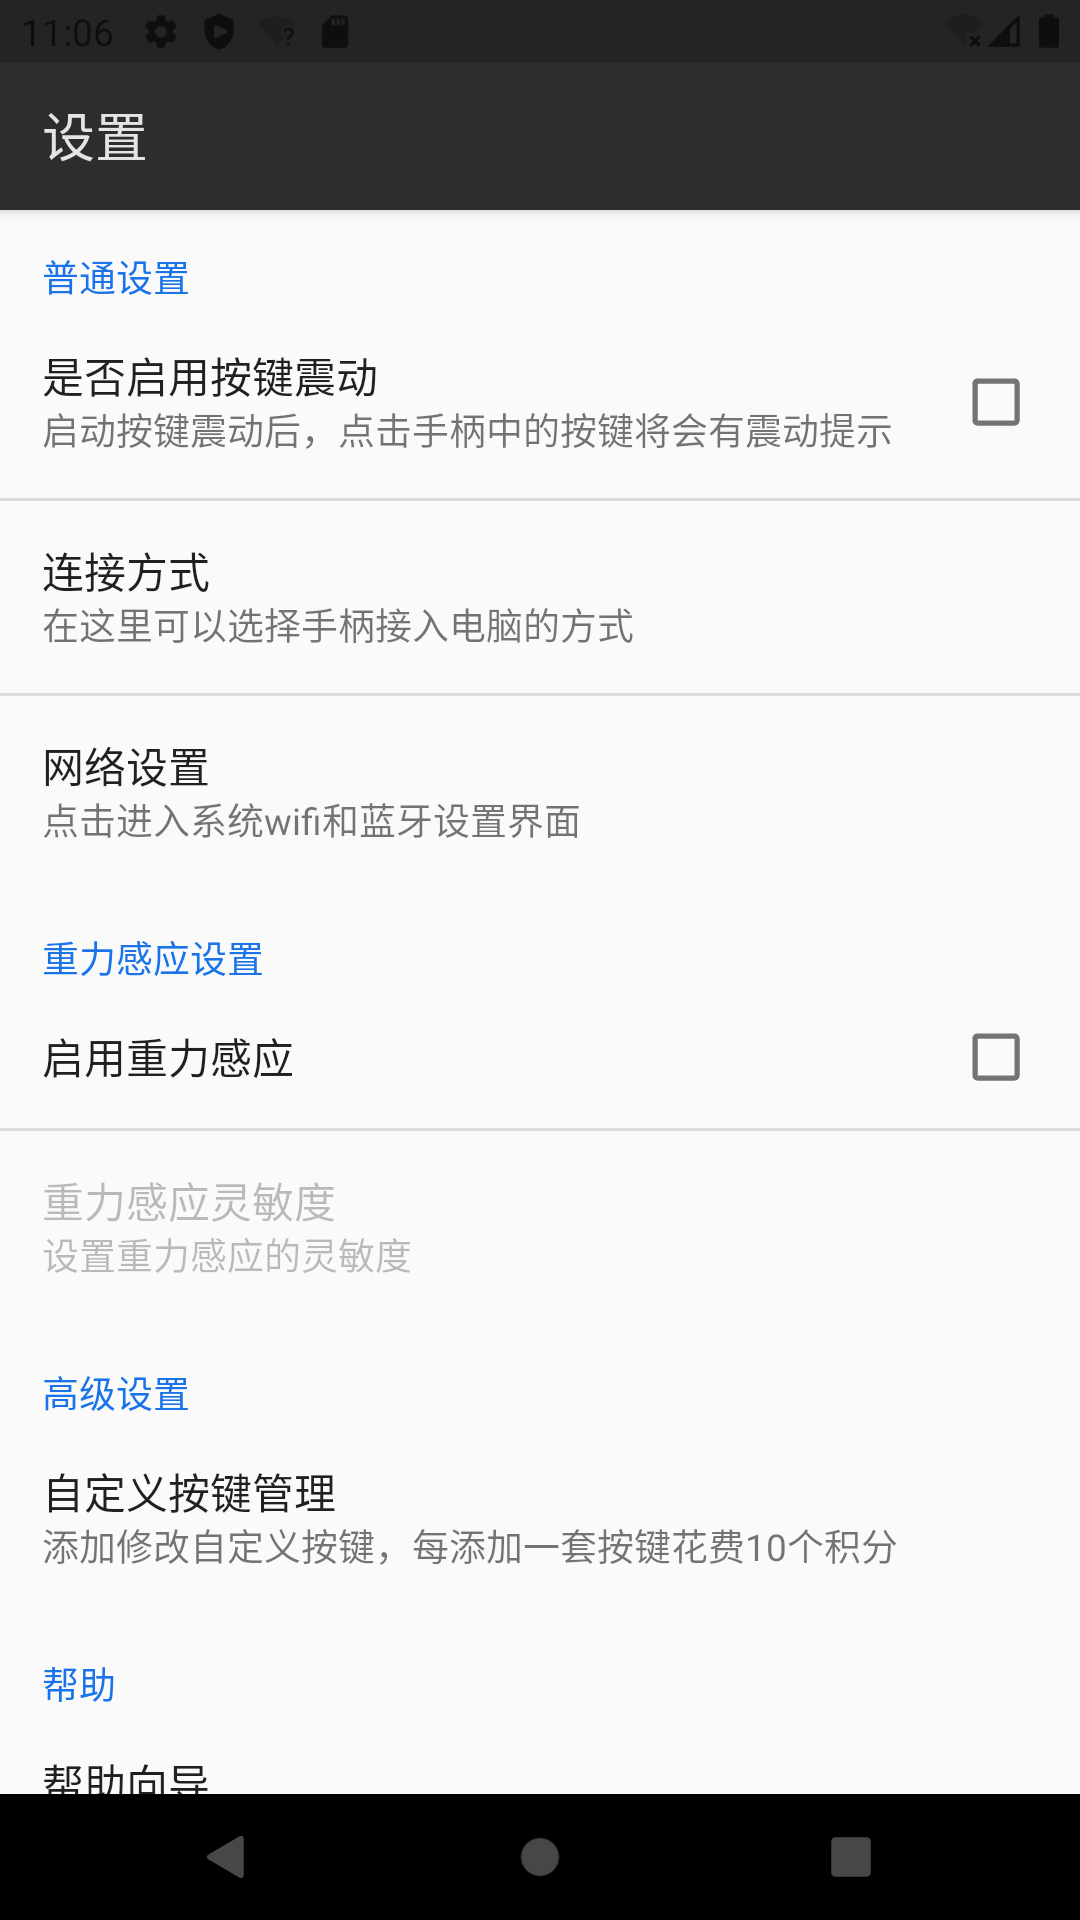 11:06
设置
普通设置
是否启用按键震动
启动按键震动后，点击手柄中的按键将会有震动提示
连接方式
在这里可以选择手柄接入电脑的方式
网络设置
点击进入系统wifi和蓝牙设置界面
重力感应设置
启用重力感应
重力感应灵敏度
设置重力感应的灵敏度
高级设置
自定义按键管理
添加修改自定义按键，每添加一套按键花费10个积分
帮助
帮助向导